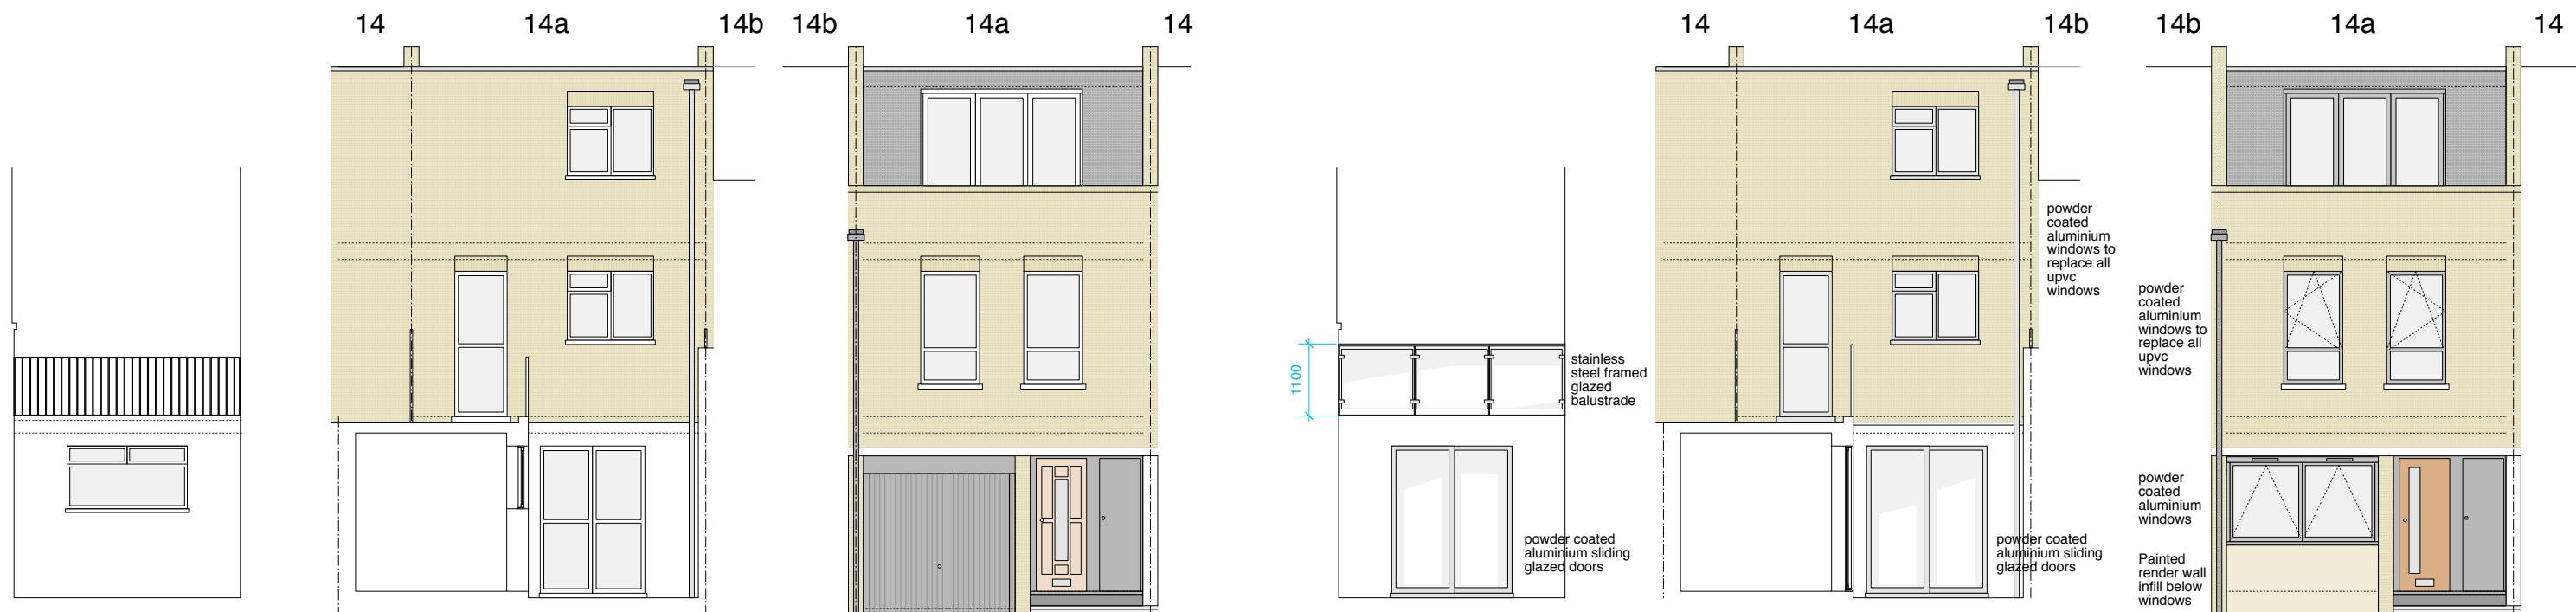 14 14a 14b
14b 14a 14
14 14a 14b
14b 14a 14
1100
stainless
steel framed
glazed
balustrade
powder coated
aluminium sliding
glazed doors
powder
coated
aluminium
windows to
replace all
upvc
windows
powder coated
aluminium sliding
glazed doors
powder
coated
aluminium
windows to
replace all
upvc
windows
powder
coated
aluminium
windows
Painted
render wall
infill below
windows